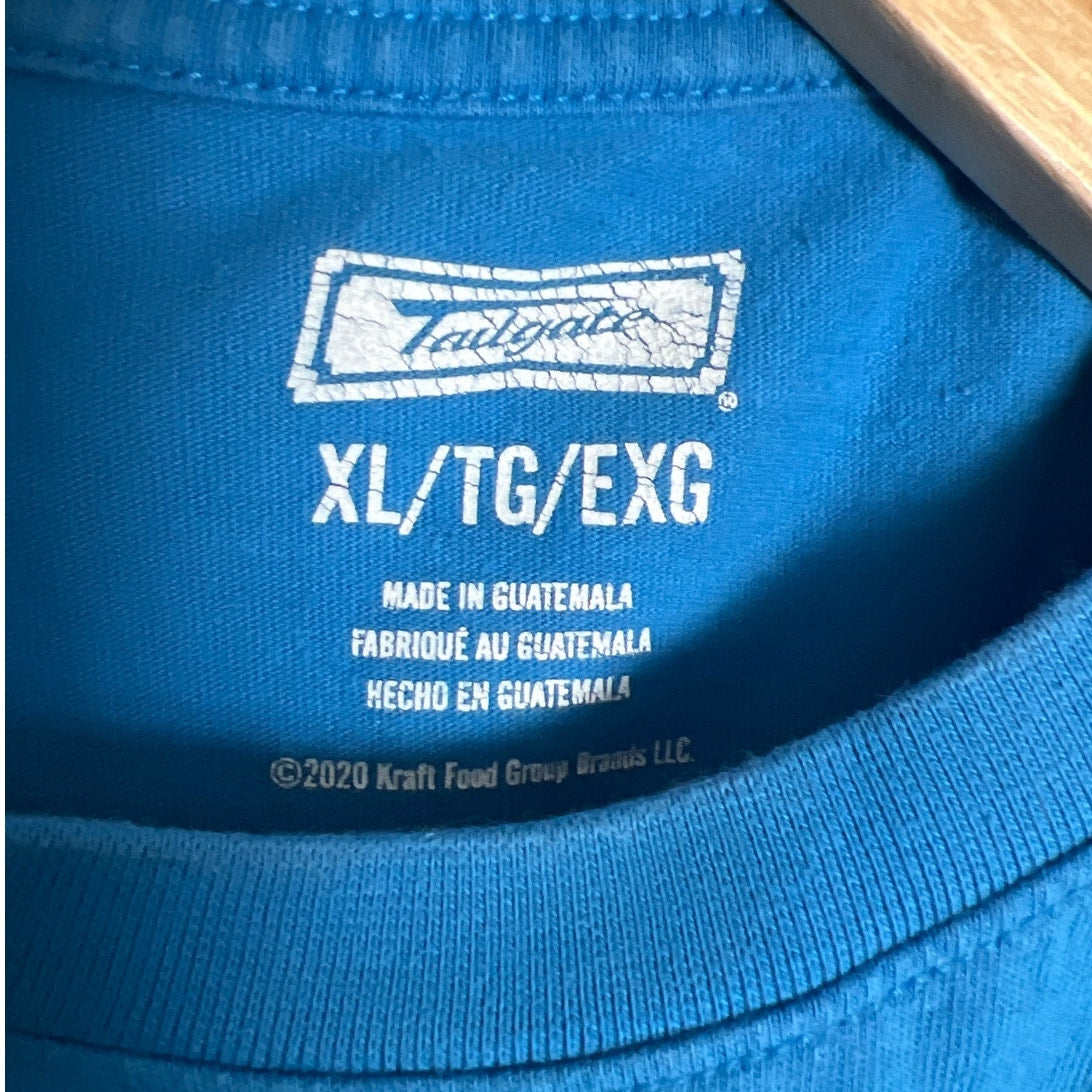 Tailgate
XL/TG/EXG
MADE IN GUATEMALA
FABRIQUÉ AU GUATEMALA
HECHO EN GUATEMALA
©2020 Kraft Food Group Brands LLC.